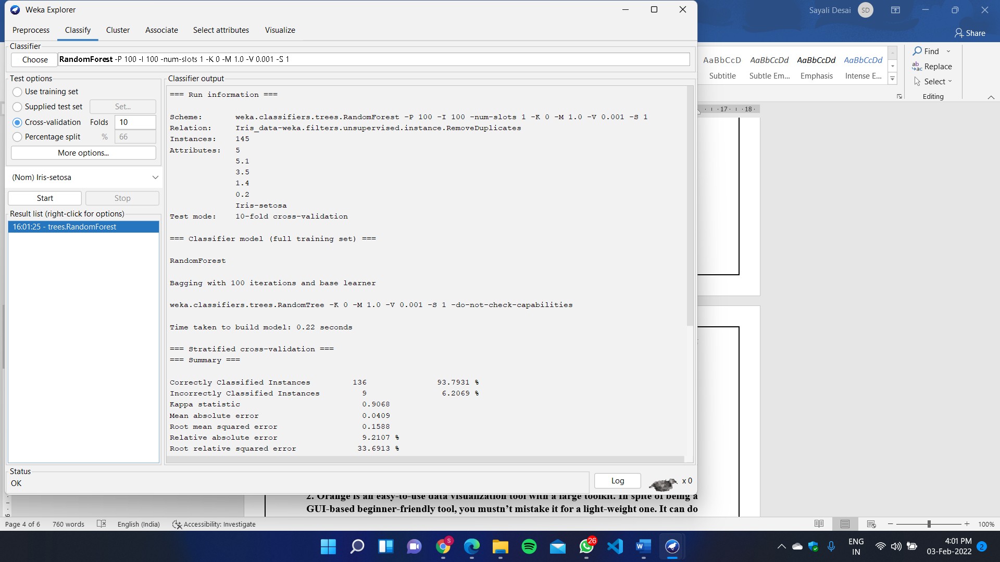 Weka Explorer
Preprocess Classify Cluster Associate Select attributes Visualize
Classifier
Choose RandomForest -P 100 -I 100 -num-slots 1 -K 0 -M 1.0 -V 0.001 -S 1
Test options
Use training set
Supplied test set Set...
Cross-validation Folds 10
Percentage split % 66
More options...
(Nom) Iris-setosa
Start Stop
Result list (right-click for options)
16:01:25 - trees.RandomForest
Classifier output
=== Run information ===
Scheme: weka.classifiers.trees.RandomForest -P 100 -I 100 -num-slots 1 -K 0 -M 1.0 -V 0.001 -S 1
Relation: Iris_data-weka.filters.unsupervised.instance.RemoveDuplicates
Instances: 145
Attributes: 5
5.1
3.5
1.4
0.2
Iris-setosa
Test mode: 10-fold cross-validation
=== Classifier model (full training set) ===
RandomForest
Bagging with 100 iterations and base learner
weka.classifiers.trees.RandomTree -K 0 -M 1.0 -V 0.001 -S 1 -do-not-check-capabilities
Time taken to build model: 0.22 seconds
=== Stratified cross-validation ===
=== Summary ===
Correctly Classified Instances 136 93.7931 %
Incorrectly Classified Instances 9 6.2069 %
Kappa statistic 0.9068
Mean absolute error 0.0409
Root mean squared error 0.1588
Relative absolute error 9.2107 %
Root relative squared error 33.6913 %
Status
OK
Log x 0
Sayali Desai SD
Share
AaBbCcD AaBbCcDd AaBbCcDd AaBbCcDd
Subtitle Subtle Em... Emphasis Intense E...
Find
Replace
Select
Editing
17 18
2. Orange is an easy-to-use data visualization tool with a large toolkit. In spite of being a
GUI-based beginner-friendly tool, you mustn't mistake it for a light-weight one. It can do
Page 4 of 6 760 words English (India) Accessibility: Investigate 100%
S
26
ENG
IN
4:01 PM
03-Feb-2022
2